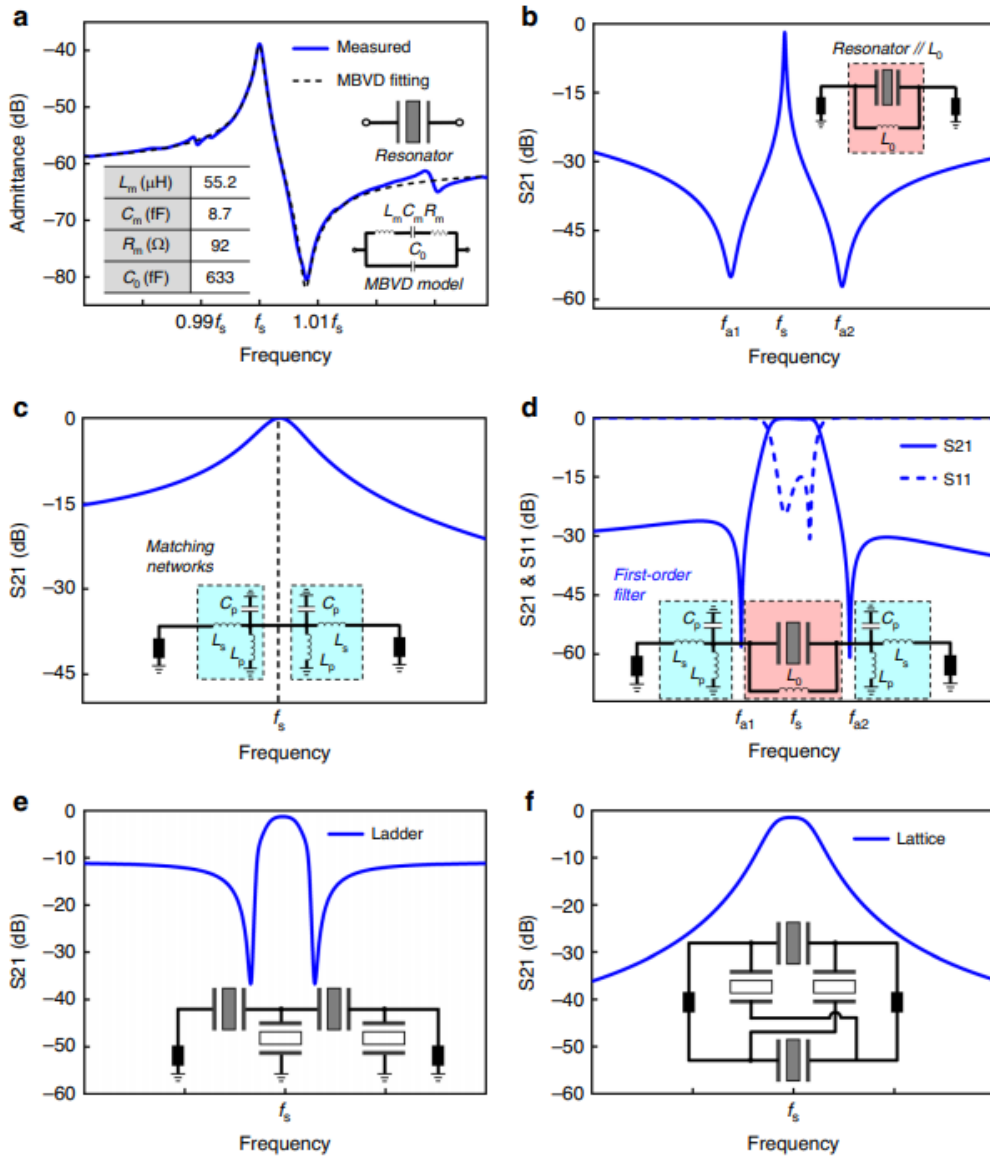 a
Admittance (dB)
−40
−50
−60
−70
−80
Measured
MBVD fitting
Resonator
Lm (μH) 55.2
Cm (fF) 8.7
Rm (Ω) 92
C0 (fF) 633
LmCmRm
C0
MBVD model
0.99fs fs 1.01fs
Frequency
b
S21 (dB)
0
−15
−30
−45
−60
Resonator // L0
L0
fa1 fs fa2
Frequency
c
S21 (dB)
0
−15
−30
−45
Matching
networks
Cp Cp
Ls Ls
Lp Lp
fs
Frequency
d
S21 & S11 (dB)
0
−15
−30
−45
−60
S21
S11
First-order
filter
Cp Cp
Ls Ls
Lp L0 Lp
fa1 fs fa2
Frequency
e
S21 (dB)
0
−10
−20
−30
−40
−50
−60
Ladder
fs
Frequency
f
S21 (dB)
0
−10
−20
−30
−40
−50
−60
Lattice
fs
Frequency